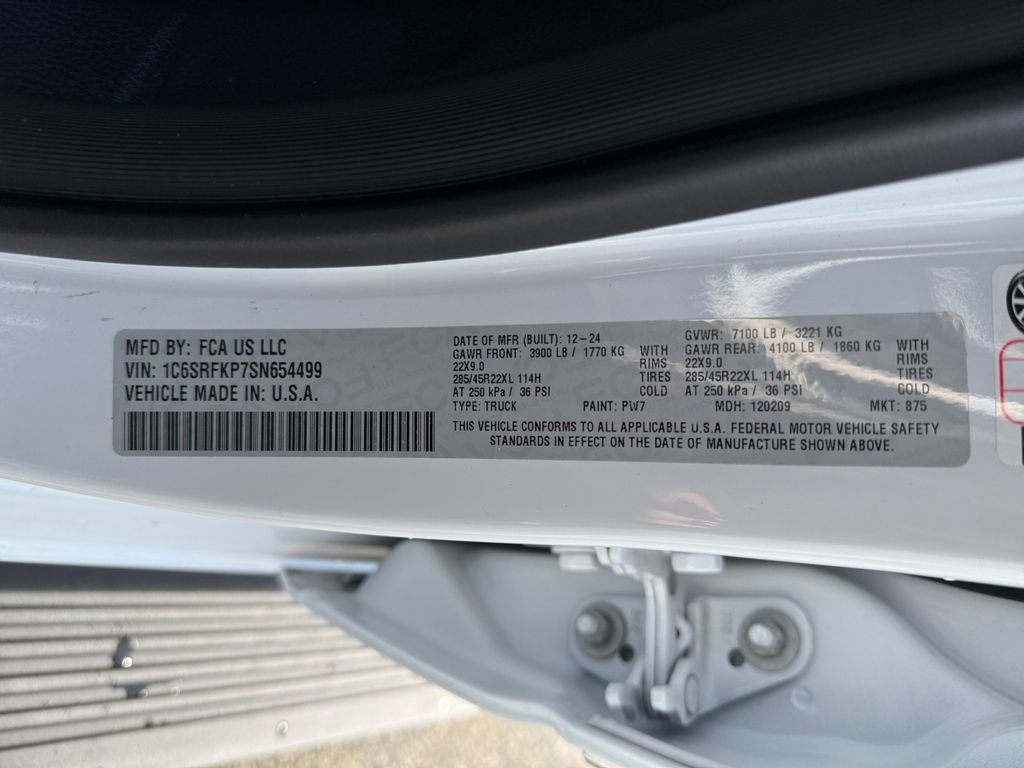 MFD BY: FCA US LLC
VIN: 1C6SRFKP7SN654499
VEHICLE MADE IN: U.S.A.
DATE OF MFR (BUILT): 12-24 GVWR: 7100 LB / 3221 KG
GAWR FRONT: 3900 LB / 1770 KG WITH GAWR REAR: 4100 LB / 1860 KG WITH
22X9.0 RIMS 22X9.0 RIMS
285/45R22XL 114H TIRES 285/45R22XL 114H TIRES
AT 250 kPa / 36 PSI COLD AT 250 kPa / 36 PSI COLD
TYPE: TRUCK PAINT: PW7 MDH: 120209 MKT: 875
THIS VEHICLE CONFORMS TO ALL APPLICABLE U.S.A. FEDERAL MOTOR VEHICLE SAFETY
STANDARDS IN EFFECT ON THE DATE OF MANUFACTURE SHOWN ABOVE.